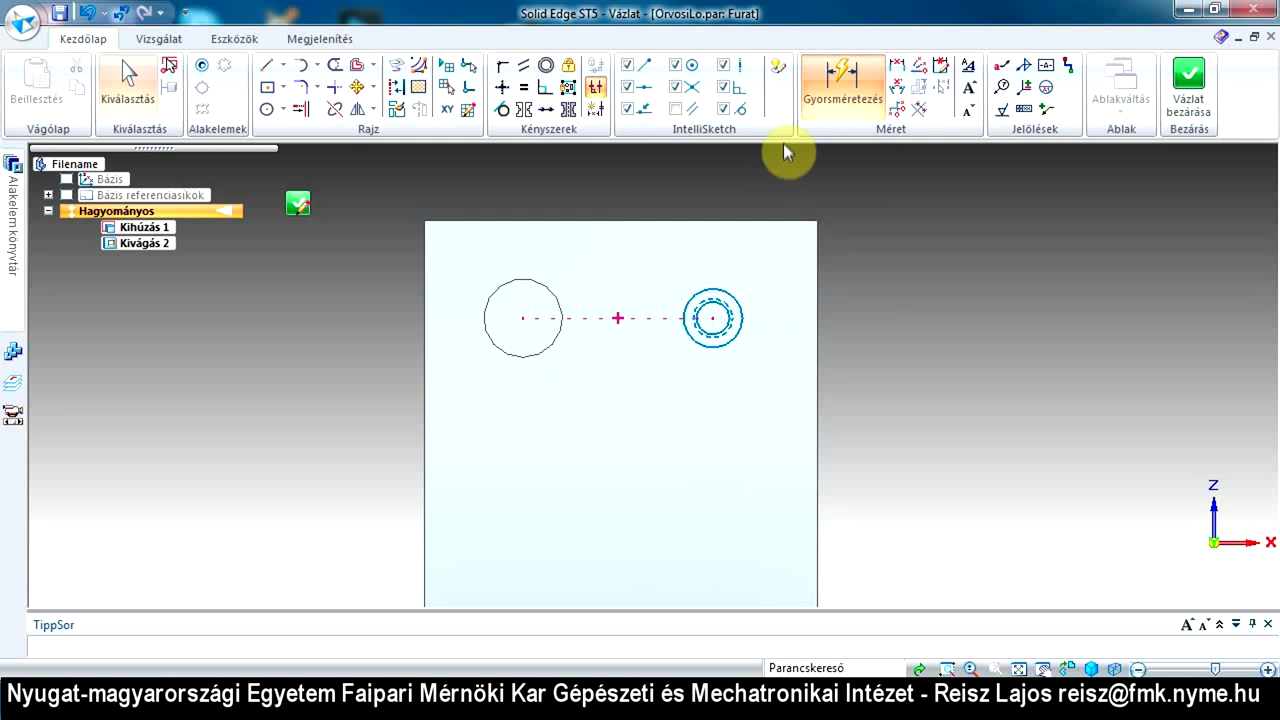 Solid Edge ST5 - Vázlat - [OrvosiLo.par: Furat]
Kezdőlap
Vizsgálat
Eszközök
Megjelenítés
Beillesztés
Kiválasztás
Gyorsméretezés
Ablakváltás
Vázlat bezárása
Vágólap
Kiválasztás
Alakelemek
Rajz
Kényszerek
IntelliSketch
Méret
Jelölések
Ablak
Bezárás
Alakelem könyvtár
Filename
Bázis
Bázis referenciasíkok
Hagyományos
Kihúzás 1
Kivágás 2
Z
X
TippSor
Parancskereső
Nyugat-magyarországi Egyetem Faipari Mérnöki Kar Gépészeti és Mechatronikai Intézet - Reisz Lajos reisz@fmk.nyme.hu